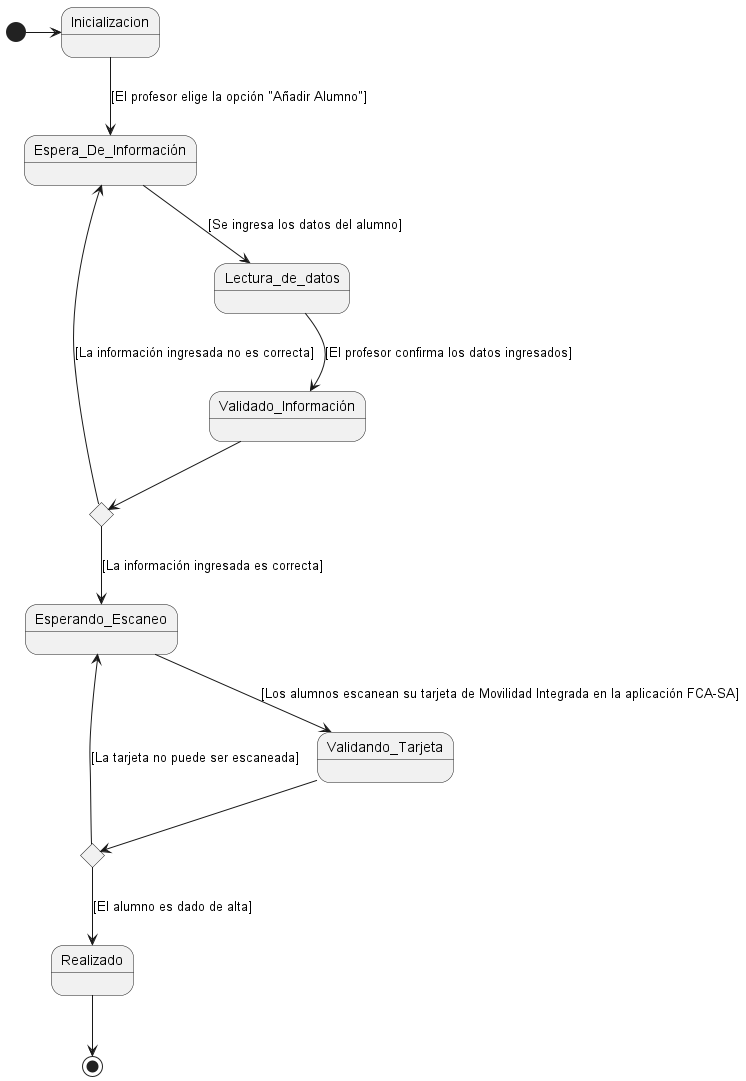 Inicializacion
[El profesor elige la opción "Añadir Alumno"]
Espera_De_Información
[Se ingresa los datos del alumno]
Lectura_de_datos
[La información ingresada no es correcta]
[El profesor confirma los datos ingresados]
Validado_Información
[La información ingresada es correcta]
Esperando_Escaneo
[Los alumnos escanean su tarjeta de Movilidad Integrada en la aplicación FCA-SA]
Validando_Tarjeta
[La tarjeta no puede ser escaneada]
[El alumno es dado de alta]
Realizado